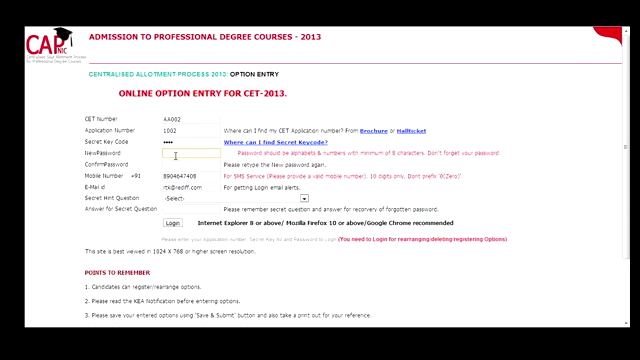 CAP NIC
ADMISSION TO PROFESSIONAL DEGREE COURSES - 2013
Centralised Allotment Process
for Professional Degree Courses
CENTRALISED ALLOTMENT PROCESS 2013: OPTION ENTRY
ONLINE OPTION ENTRY FOR CET-2013.
CET Number AA002
Application Number 1002 Where can I find my CET Application number? From Brochure or Hallticket
Secret Key Code •••• Where can I find Secret Keycode?
NewPassword Password should be alphabets & numbers with minimum of 8 characters. Don't forget your password.
ConfirmPassword Please retype the New password again.
Mobile Number +91 8904647408 For SMS Service (Please provide a valid mobile number). 10 digits only. Dont prefix '0(Zero)'
E-Mail id rtx@rediff.com For getting Login email alerts.
Secret Hint Question -Select-
Answer for Secret Question Please remember secret question and answer for recovery of forgotten password.
Login Internet Explorer 8 or above/ Mozilla Firefox 10 or above/Google Chrome recommended
Please enter your Application number, Secret Key No and Password to Login (You need to Login for rearranging/deleting/registering Options)
This site is best viewed in 1024 X 768 or higher screen resolution.
POINTS TO REMEMBER
1. Candidates can register/rearrange options.
2. Please read the KEA Notification before entering options.
3. Please save your entered options using 'Save & Submit' button and also take a print out for your reference.